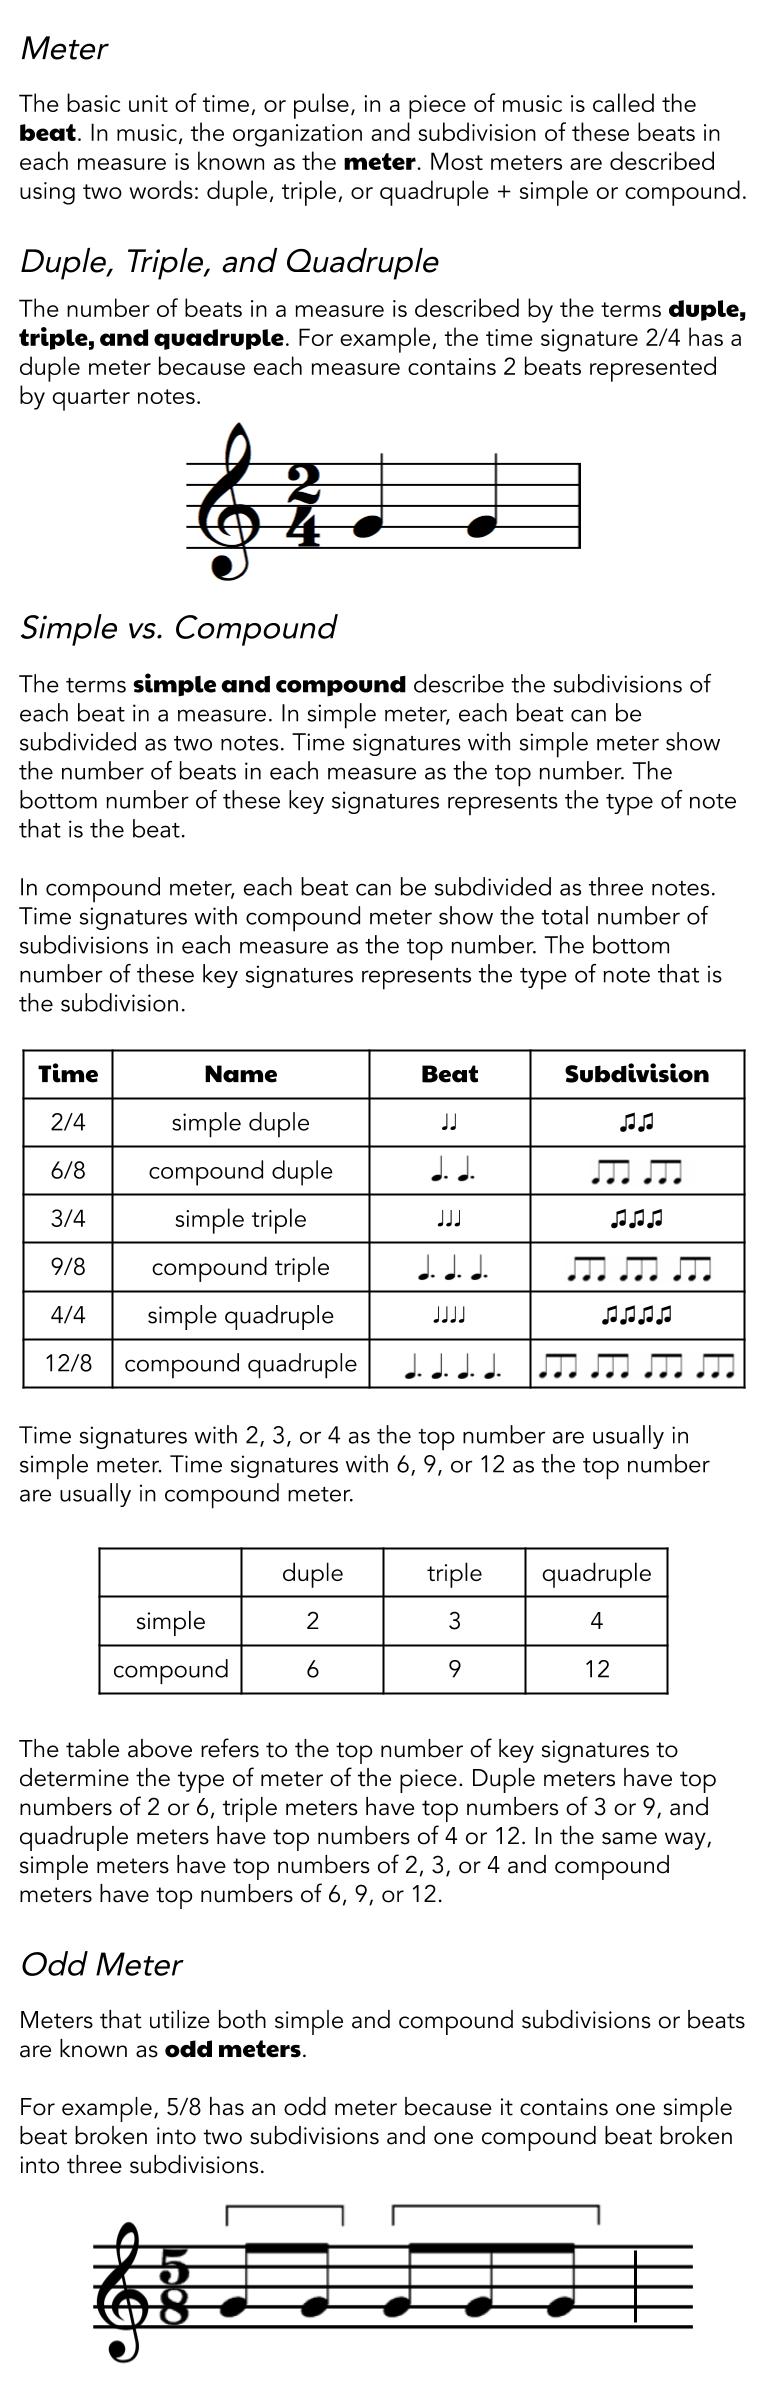 Meter
The basic unit of time, or pulse, in a piece of music is called the
beat. In music, the organization and subdivision of these beats in
each measure is known as the meter. Most meters are described
using two words: duple, triple, or quadruple + simple or compound.
Duple, Triple, and Quadruple
The number of beats in a measure is described by the terms duple,
triple, and quadruple. For example, the time signature 2/4 has a
duple meter because each measure contains 2 beats represented
by quarter notes.
2
4
Simple vs. Compound
The terms simple and compound describe the subdivisions of
each beat in a measure. In simple meter, each beat can be
subdivided as two notes. Time signatures with simple meter show
the number of beats in each measure as the top number. The
bottom number of these key signatures represents the type of note
that is the beat.
In compound meter, each beat can be subdivided as three notes.
Time signatures with compound meter show the total number of
subdivisions in each measure as the top number. The bottom
number of these key signatures represents the type of note that is
the subdivision.
Time Name Beat Subdivision
2/4 simple duple ♩♩ ♫♫
6/8 compound duple
3/4 simple triple ♩♩♩ ♫♫♫
9/8 compound triple
4/4 simple quadruple ♩♩♩♩ ♫♫♫♫
12/8 compound quadruple
Time signatures with 2, 3, or 4 as the top number are usually in
simple meter. Time signatures with 6, 9, or 12 as the top number
are usually in compound meter.
duple triple quadruple
simple 2 3 4
compound 6 9 12
The table above refers to the top number of key signatures to
determine the type of meter of the piece. Duple meters have top
numbers of 2 or 6, triple meters have top numbers of 3 or 9, and
quadruple meters have top numbers of 4 or 12. In the same way,
simple meters have top numbers of 2, 3, or 4 and compound
meters have top numbers of 6, 9, or 12.
Odd Meter
Meters that utilize both simple and compound subdivisions or beats
are known as odd meters.
For example, 5/8 has an odd meter because it contains one simple
beat broken into two subdivisions and one compound beat broken
into three subdivisions.
5
8